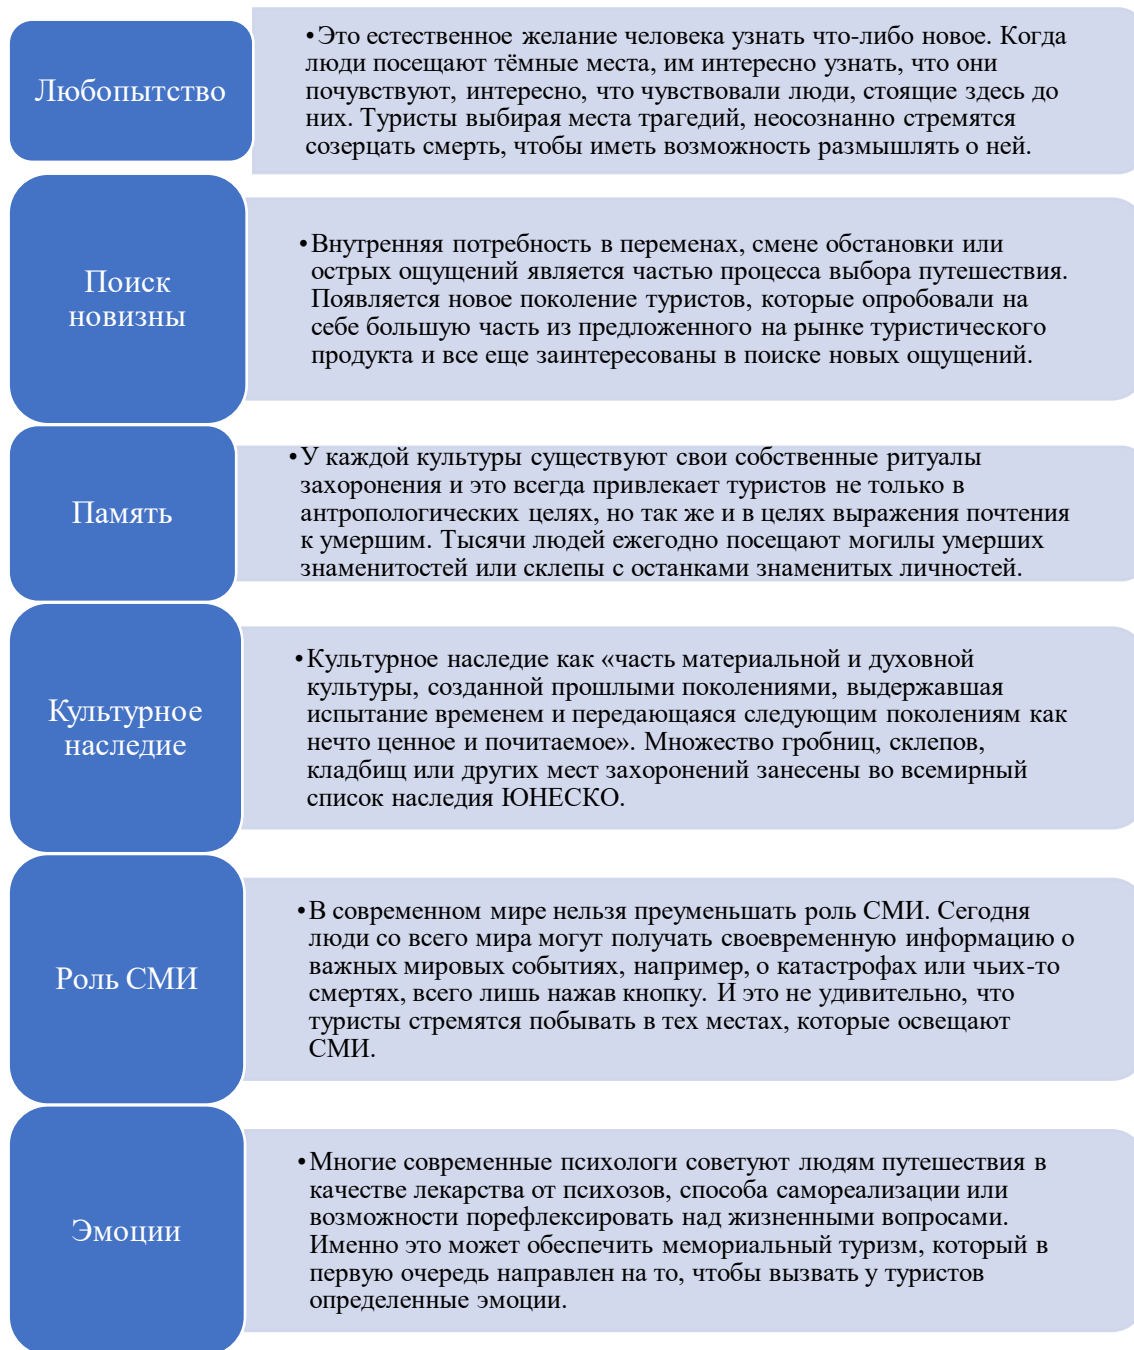 Любопытство
•Это естественное желание человека узнать что-либо новое. Когда
люди посещают тёмные места, им интересно узнать, что они
почувствуют, интересно, что чувствовали люди, стоящие здесь до
них. Туристы выбирая места трагедий, неосознанно стремятся
созерцать смерть, чтобы иметь возможность размышлять о ней.
Поиск
новизны
•Внутренняя потребность в переменах, смене обстановки или
острых ощущений является частью процесса выбора путешествия.
Появляется новое поколение туристов, которые опробовали на
себе большую часть из предложенного на рынке туристического
продукта и все еще заинтересованы в поиске новых ощущений.
Память
•У каждой культуры существуют свои собственные ритуалы
захоронения и это всегда привлекает туристов не только в
антропологических целях, но так же и в целях выражения почтения
к умершим. Тысячи людей ежегодно посещают могилы умерших
знаменитостей или склепы с останками знаменитых личностей.
Культурное
наследие
•Культурное наследие как «часть материальной и духовной
культуры, созданной прошлыми поколениями, выдержавшая
испытание временем и передающаяся следующим поколениям как
нечто ценное и почитаемое». Множество гробниц, склепов,
кладбищ или других мест захоронений занесены во всемирный
список наследия ЮНЕСКО.
Роль СМИ
•В современном мире нельзя преуменьшать роль СМИ. Сегодня
люди со всего мира могут получать своевременную информацию о
важных мировых событиях, например, о катастрофах или чьих-то
смертях, всего лишь нажав кнопку. И это не удивительно, что
туристы стремятся побывать в тех местах, которые освещают
СМИ.
Эмоции
•Многие современные психологи советуют людям путешествия в
качестве лекарства от психозов, способа самореализации или
возможности порефлексировать над жизненными вопросами.
Именно это может обеспечить мемориальный туризм, который в
первую очередь направлен на то, чтобы вызвать у туристов
определенные эмоции.